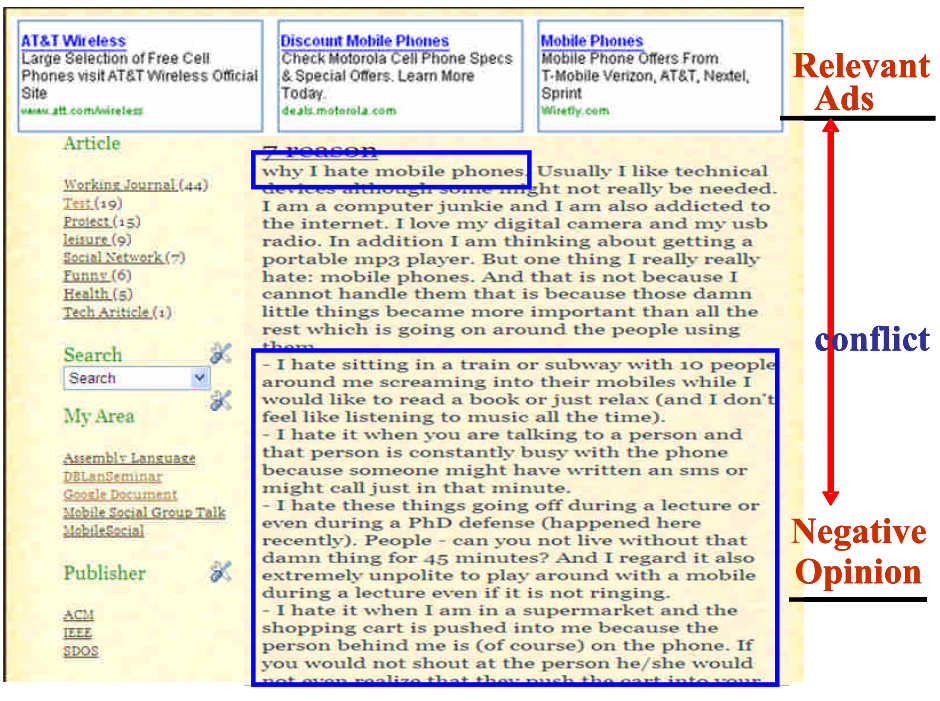 AT&T Wireless
Large Selection of Free Cell
Phones visit AT&T Wireless Official
Site
www.att.com/wireless
Discount Mobile Phones
Check Motorola Cell Phone Specs
& Special Offers. Learn More
Today.
deals.motorola.com
Mobile Phones
Mobile Phone Offers From
T-Mobile Verizon, AT&T, Nextel,
Sprint
Wirefly.com
Relevant
Ads
conflict
Negative
Opinion
Article
Working Journal (44)
Test (19)
Project (15)
leisure (9)
Social Network (7)
Funny (6)
Health (5)
Tech Ariticle (1)
Search
Search
My Area
Assembly Language
DBLanSeminar
Google Document
Mobile Social Group Talk
MobileSocial
Publisher
ACM
IEEE
SDOS
7 reason
why I hate mobile phones. Usually I like technical
devices although some might not really be needed.
I am a computer junkie and I am also addicted to
the internet. I love my digital camera and my usb
radio. In addition I am thinking about getting a
portable mp3 player. But one thing I really really
hate: mobile phones. And that is not because I
cannot handle them that is because those damn
little things became more important than all the
rest which is going on around the people using
them.
- I hate sitting in a train or subway with 10 people
around me screaming into their mobiles while I
would like to read a book or just relax (and I don't
feel like listening to music all the time).
- I hate it when you are talking to a person and
that person is constantly busy with the phone
because someone might have written an sms or
might call just in that minute.
- I hate these things going off during a lecture or
even during a PhD defense (happened here
recently). People - can you not live without that
damn thing for 45 minutes? And I regard it also
extremely unpolite to play around with a mobile
during a lecture even if it is not ringing.
- I hate it when I am in a supermarket and the
shopping cart is pushed into me because the
person behind me is (of course) on the phone. If
you would not shout at the person he/she would
not even realize that they push the cart into your